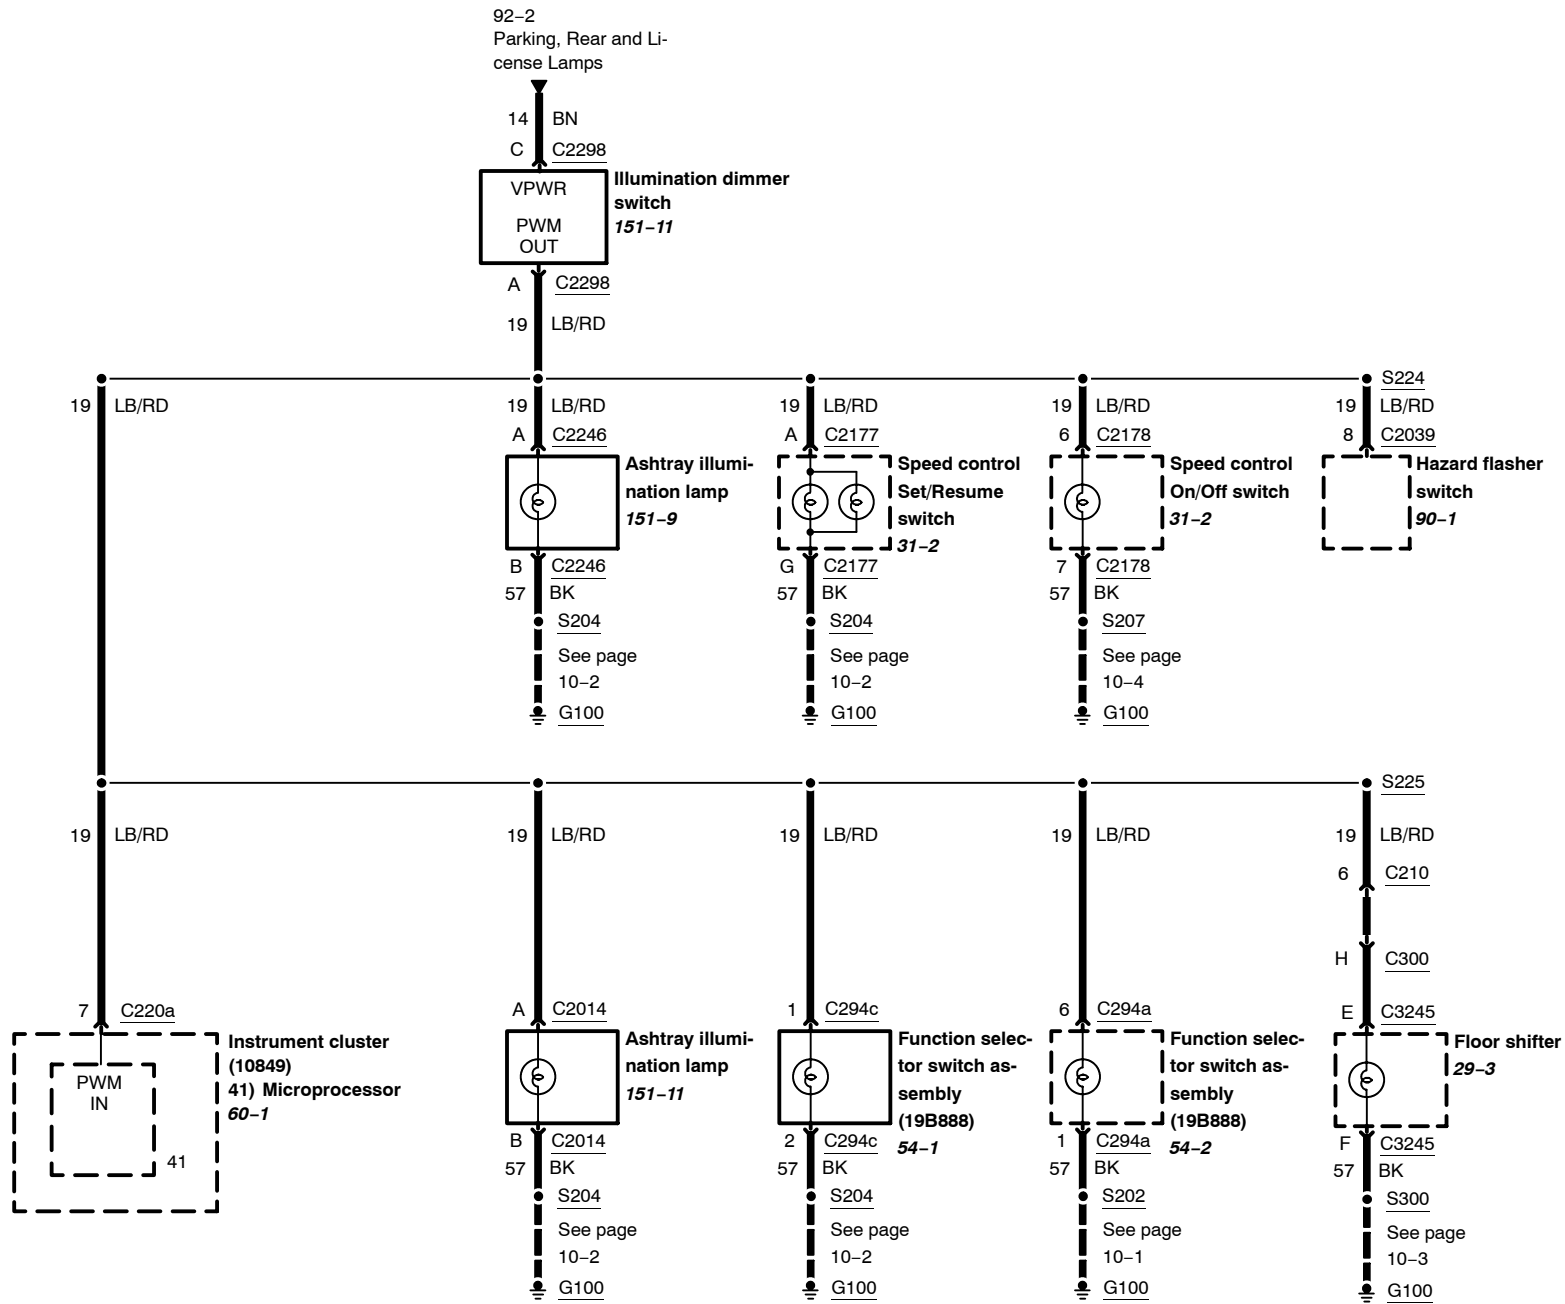 92−2
Parking, Rear and Li-
cense Lamps
14 BN
C C2298
VPWR
PWM
OUT
Illumination dimmer
switch
151−11
A C2298
19 LB/RD
S224
19 LB/RD
19 LB/RD
19 LB/RD
19 LB/RD
19 LB/RD
A C2246
A C2177
6 C2178
8 C2039
Ashtray illumi-
nation lamp
151−9
Speed control
Set/Resume
switch
31−2
Speed control
On/Off switch
31−2
Hazard flasher
switch
90−1
B C2246
G C2177
7 C2178
57 BK
57 BK
57 BK
S204
S204
S207
See page
10−2
See page
10−2
See page
10−4
G100
G100
G100
S225
19 LB/RD
19 LB/RD
19 LB/RD
19 LB/RD
19 LB/RD
6 C210
H C300
7 C220a
A C2014
1 C294c
6 C294a
E C3245
PWM
IN
41
Instrument cluster
(10849)
41) Microprocessor
60−1
Ashtray illumi-
nation lamp
151−11
Function selec-
tor switch as-
sembly
(19B888)
54−1
Function selec-
tor switch as-
sembly
(19B888)
54−2
Floor shifter
29−3
B C2014
2 C294c
1 C294a
F C3245
57 BK
57 BK
57 BK
57 BK
S204
S204
S202
S300
See page
10−2
See page
10−2
See page
10−1
See page
10−3
G100
G100
G100
G100